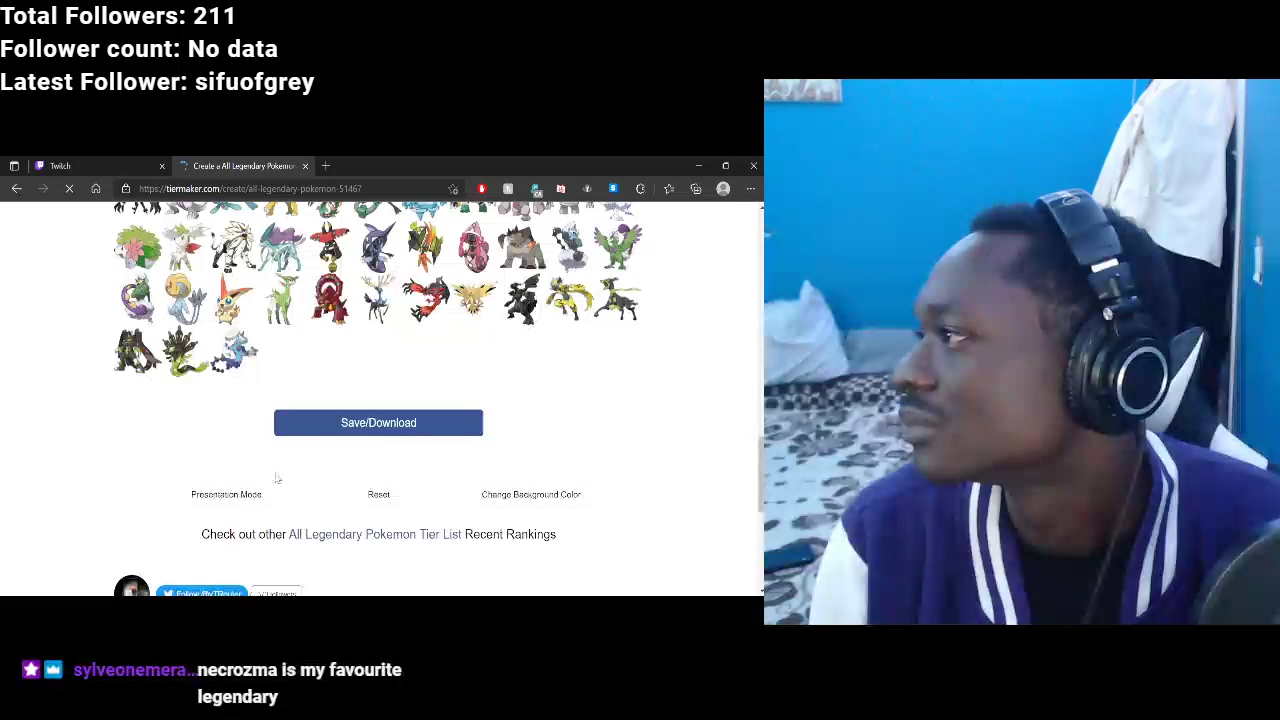 Total Followers: 211
Follower count: No data
Latest Follower: sifuofgrey
Twitch
Create a All Legendary Pokemon
https://tiermaker.com/create/all-legendary-pokemon-51467
Save/Download
Presentation Mode
Reset
Change Background Color
Check out other All Legendary Pokemon Tier List Recent Rankings
Followers
sylveonemera... necrozma is my favourite
legendary